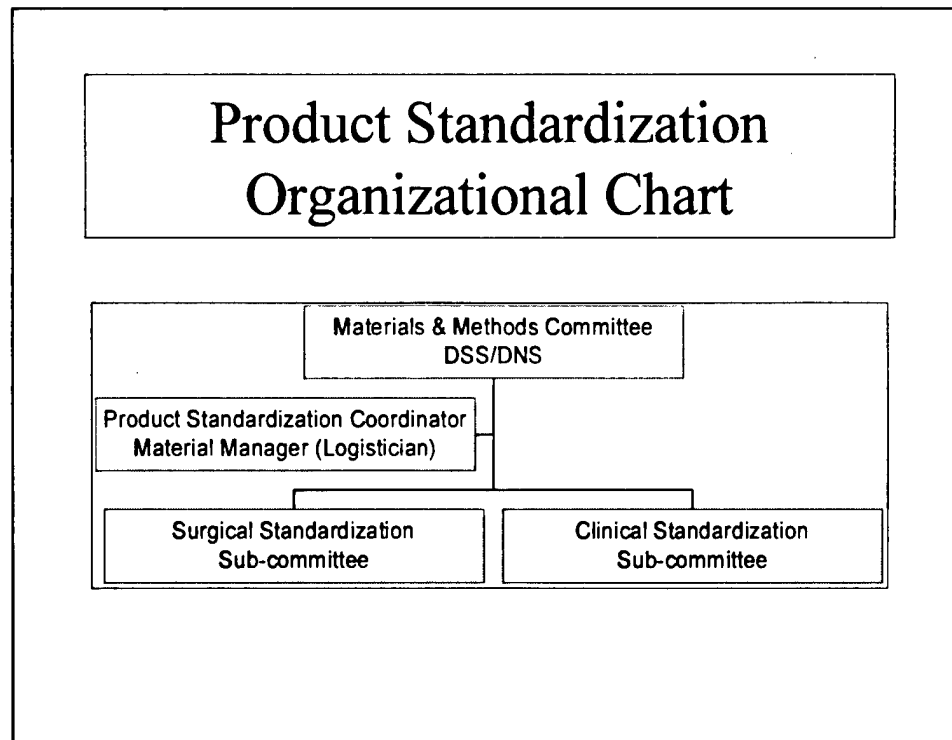 Product Standardization
Organizational Chart
Materials & Methods Committee
DSS/DNS
Product Standardization Coordinator
Material Manager (Logistician)
Surgical Standardization
Sub-committee
Clinical Standardization
Sub-committee